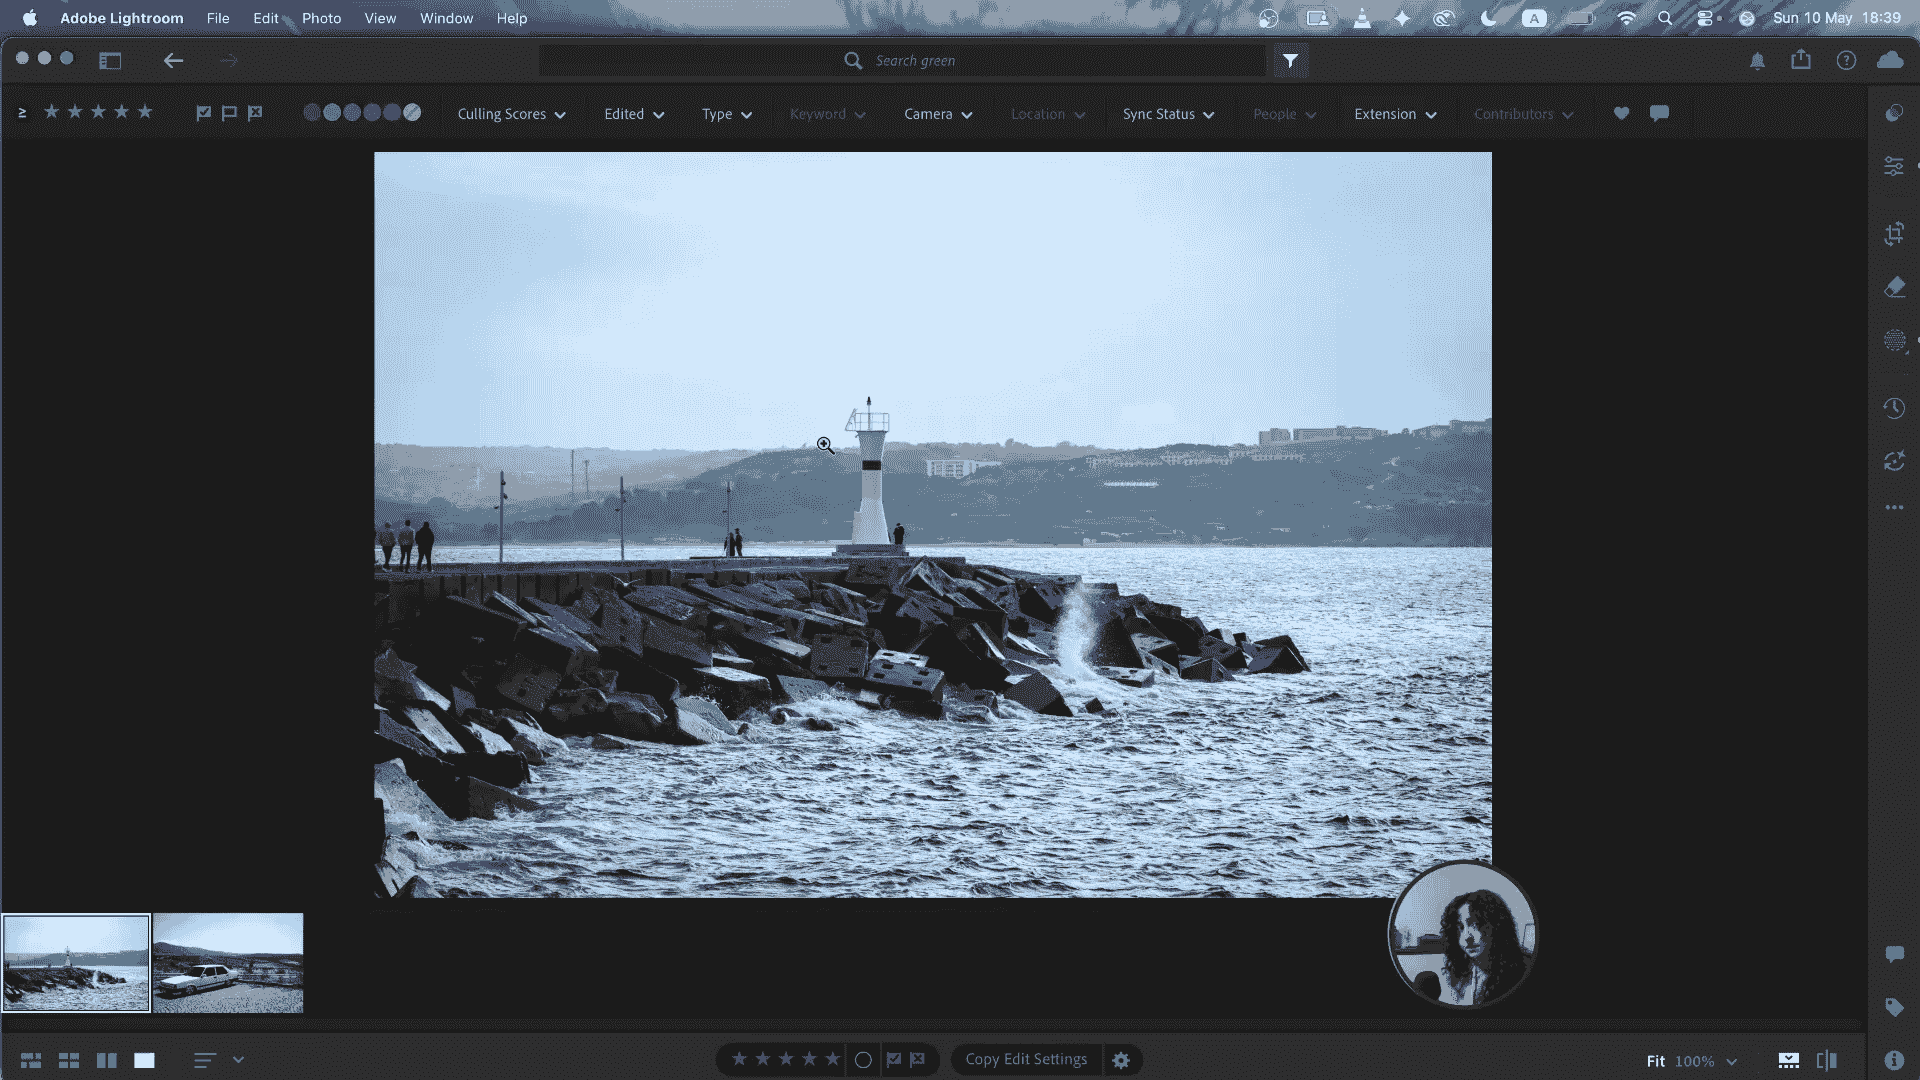 Adobe Lightroom File Edit Photo View Window Help A Sun 10 May 18:39
Search green
≥ Culling Scores Edited Type Keyword Camera Location Sync Status People Extension Contributors
Copy Edit Settings
Fit 100%